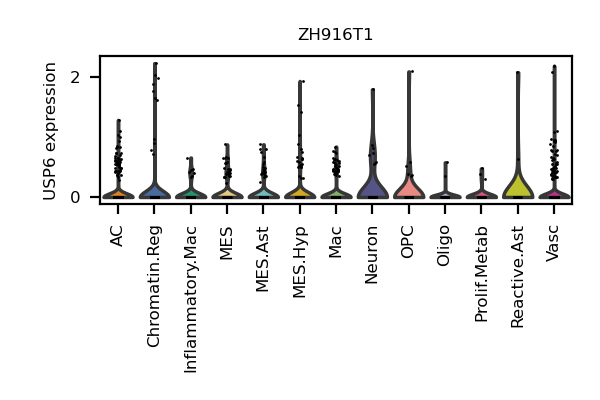 ZH916T1
USP6 expression
2
0
AC
Chromatin.Reg
Inflammatory.Mac
MES
MES.Ast
MES.Hyp
Mac
Neuron
OPC
Oligo
Prolif.Metab
Reactive.Ast
Vasc